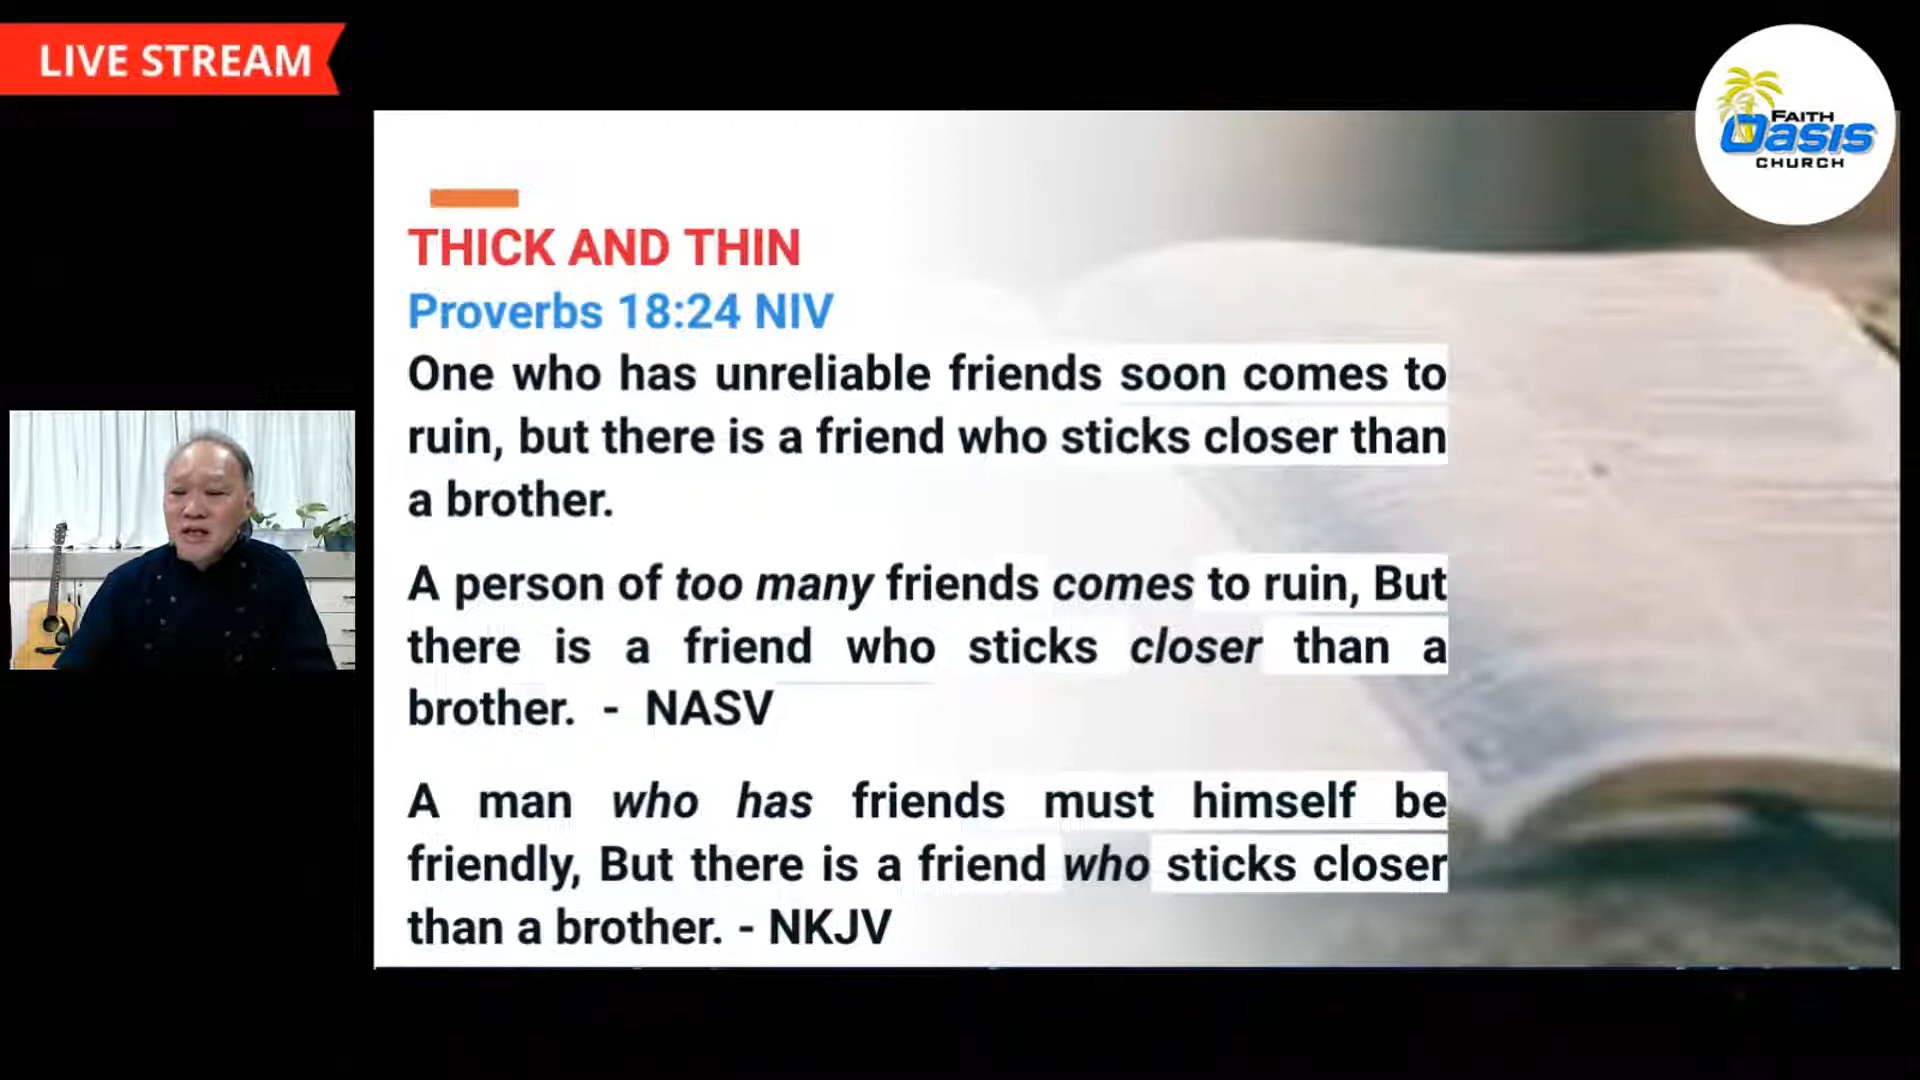 LIVE STREAM
FAITH
Oasis
CHURCH
THICK AND THIN
Proverbs 18:24 NIV
One who has unreliable friends soon comes to
ruin, but there is a friend who sticks closer than
a brother.
A person of too many friends comes to ruin, But
there is a friend who sticks closer than a
brother. - NASV
A man who has friends must himself be
friendly, But there is a friend who sticks closer
than a brother. - NKJV